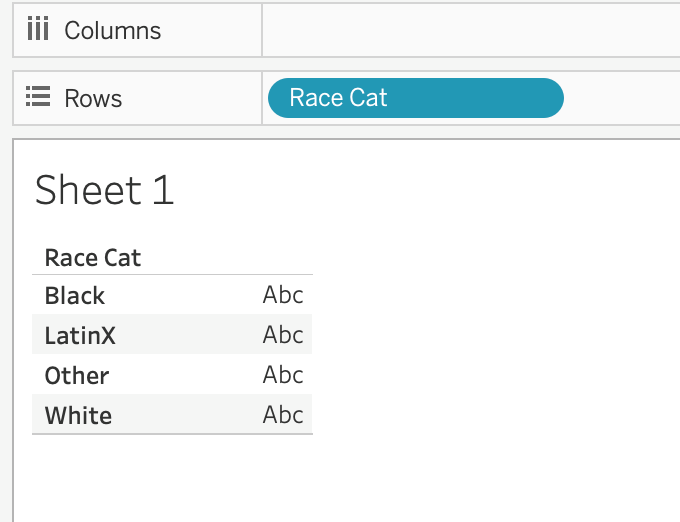 Columns
Rows Race Cat
Sheet 1
Race Cat
Black Abc
LatinX Abc
Other Abc
White Abc